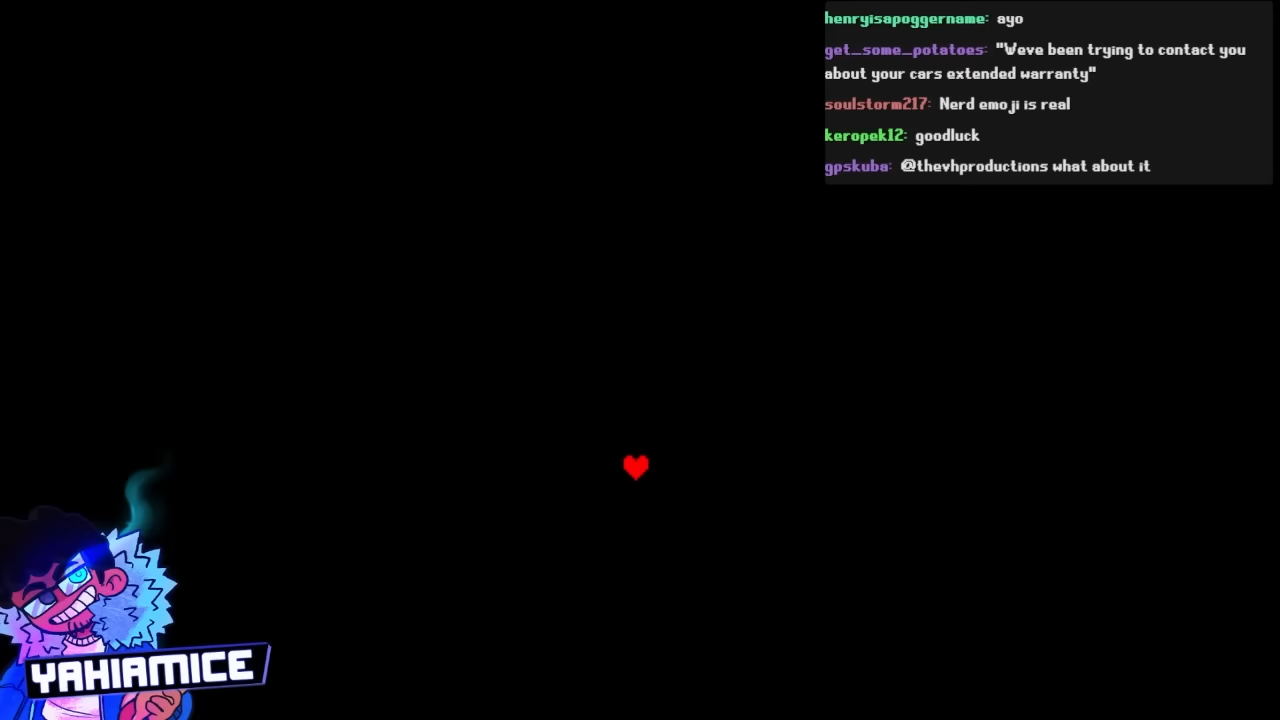 henryisapoggername: ayo
get_some_potatoes: "Weve been trying to contact you
about your cars extended warranty"
soulstorm217: Nerd emoji is real
keropek12: goodluck
gpskuba: @thevhproductions what about it
YAHIAMICE